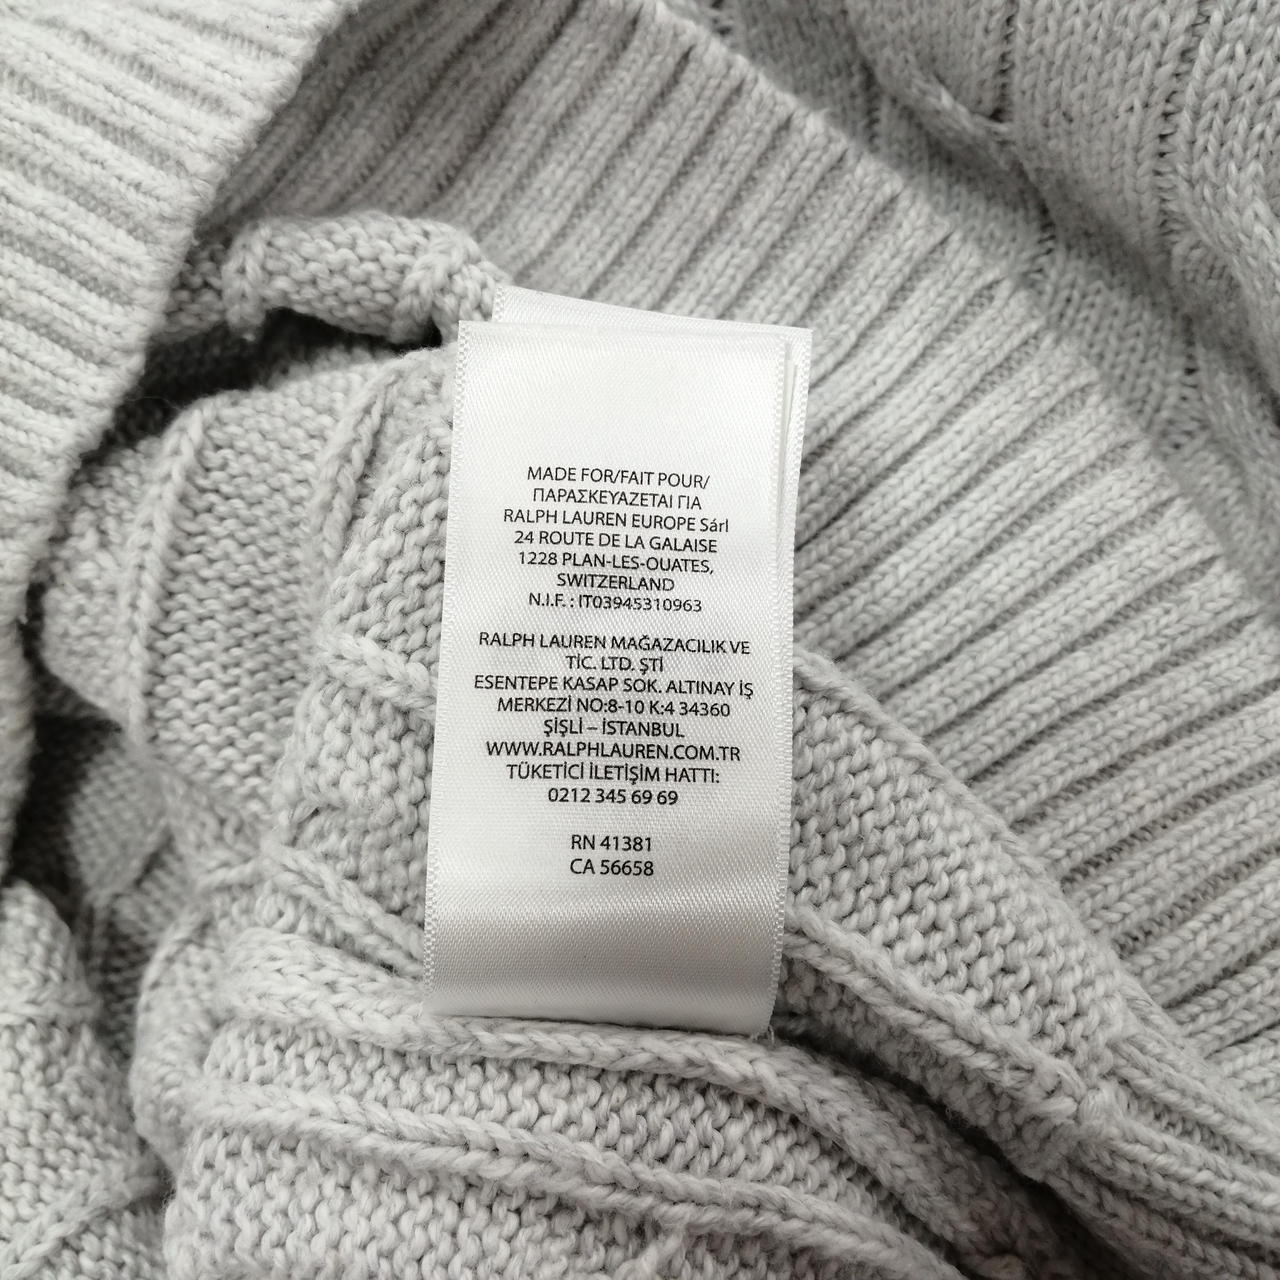 MADE FOR/FAIT POUR/
ΠΑΡΑΣΚΕΥΑΖΕΤΑΙ ΓΙΑ
RALPH LAUREN EUROPE Sárl
24 ROUTE DE LA GALAISE
1228 PLAN-LES-OUATES,
SWITZERLAND
N.I.F. : IT03945310963
RALPH LAUREN MAĞAZACILIK VE
TİC. LTD. ŞTİ
ESENTEPE KASAP SOK. ALTINAY İŞ
MERKEZİ NO:8-10 K:4 34360
ŞİŞLİ – İSTANBUL
WWW.RALPHLAUREN.COM.TR
TÜKETİCİ İLETİŞİM HATTI:
0212 345 69 69
RN 41381
CA 56658